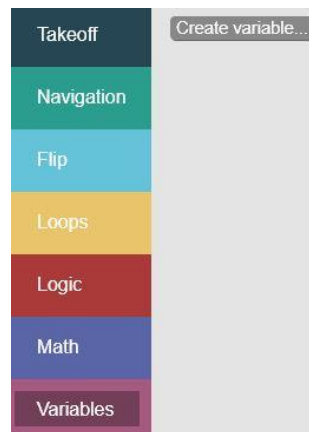 Takeoff
Create variable...
Navigation
Flip
Loops
Logic
Math
Variables